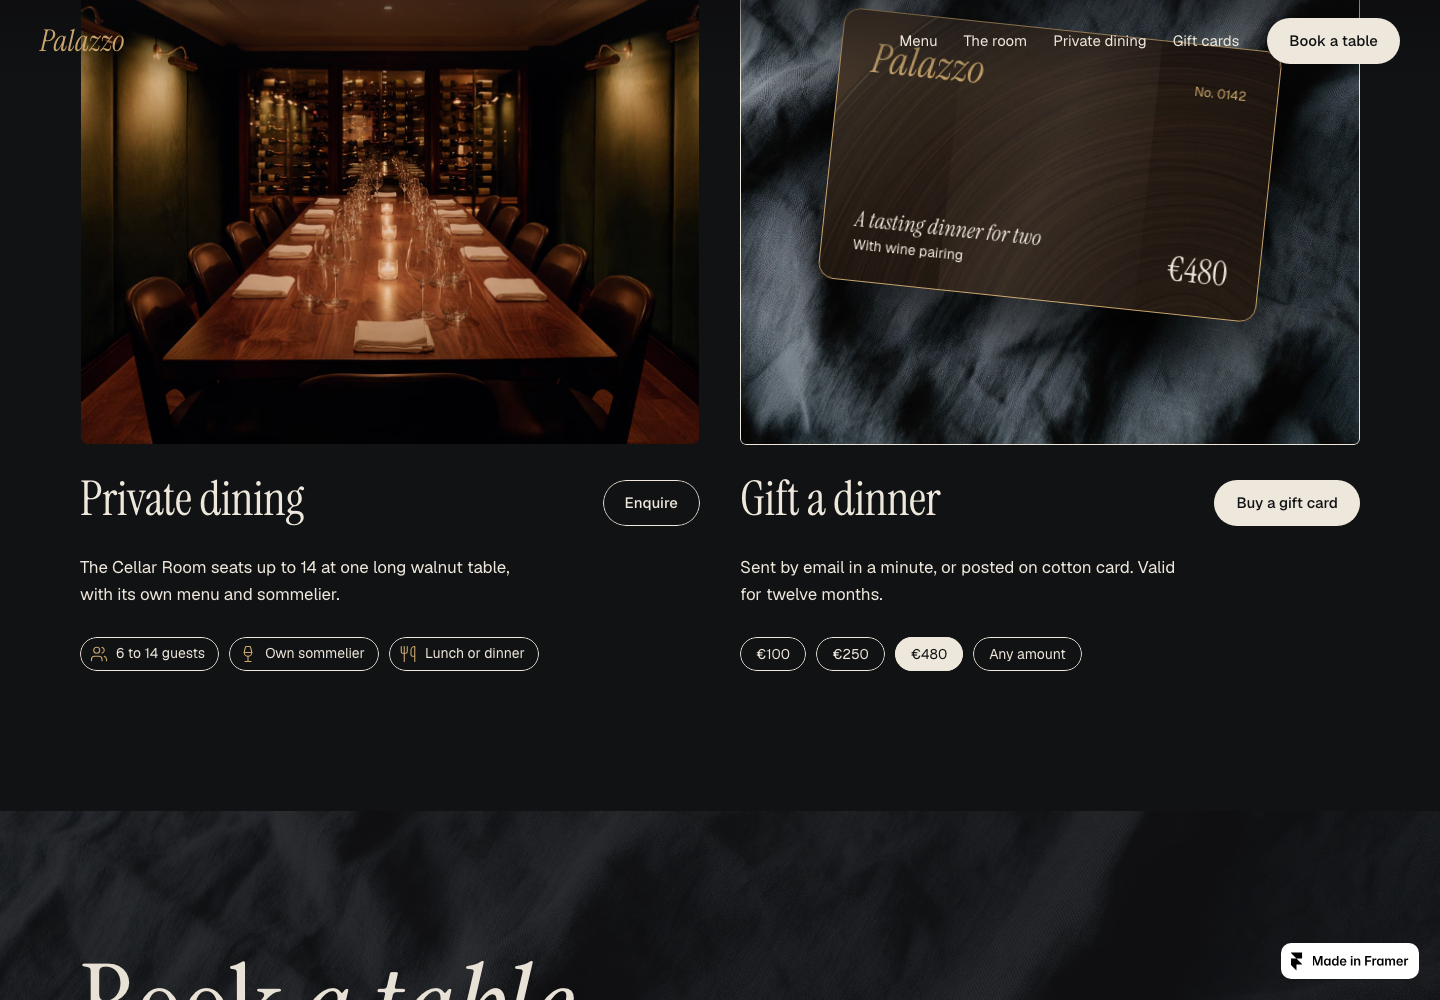 Palazzo
Menu
The room
Private dining
Gift cards
Book a table
Palazzo
No. 0142
A tasting dinner for two
With wine pairing
€480
Private dining
Enquire
The Cellar Room seats up to 14 at one long walnut table,
with its own menu and sommelier.
6 to 14 guests
Own sommelier
Lunch or dinner
Gift a dinner
Buy a gift card
Sent by email in a minute, or posted on cotton card. Valid
for twelve months.
€100
€250
€480
Any amount
Book a table
Made in Framer